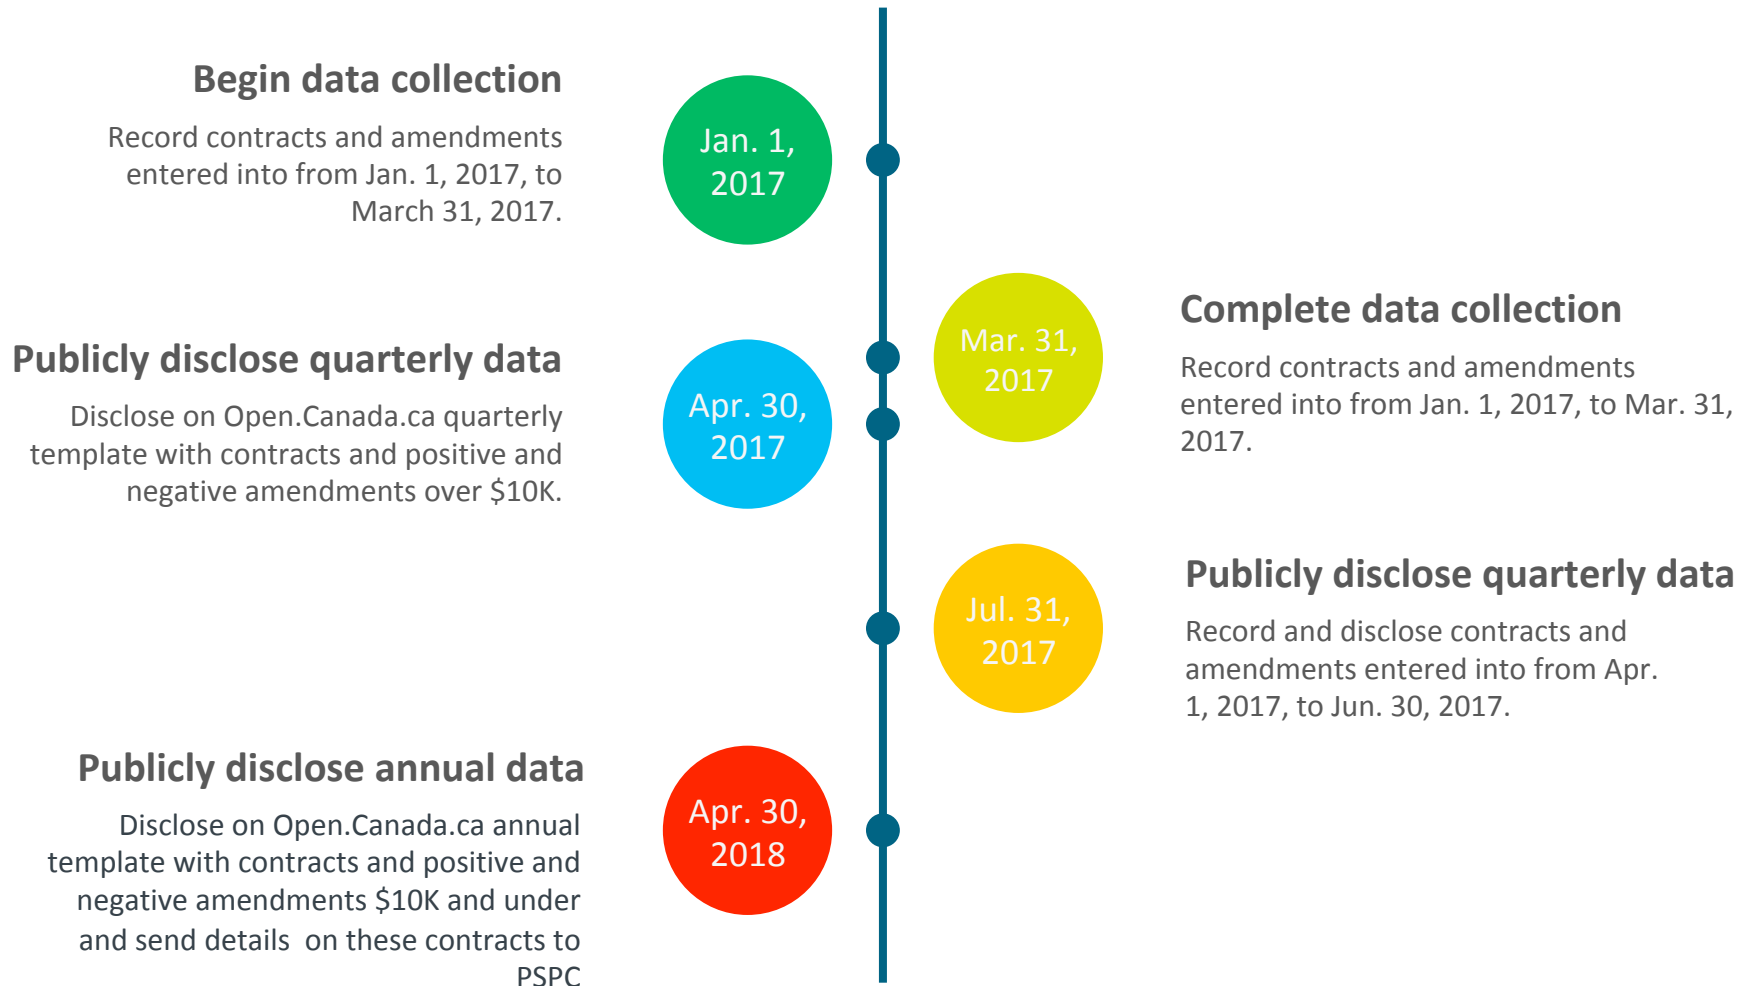 Begin data collection
Record contracts and amendments
entered into from Jan. 1, 2017, to
March 31, 2017.
Jan. 1,
2017
Mar. 31,
2017
Complete data collection
Record contracts and amendments
entered into from Jan. 1, 2017, to Mar. 31,
2017.
Publicly disclose quarterly data
Disclose on Open.Canada.ca quarterly
template with contracts and positive and
negative amendments over $10K.
Apr. 30,
2017
Jul. 31,
2017
Publicly disclose quarterly data
Record and disclose contracts and
amendments entered into from Apr.
1, 2017, to Jun. 30, 2017.
Publicly disclose annual data
Disclose on Open.Canada.ca annual
template with contracts and positive and
negative amendments $10K and under
and send details  on these contracts to
PSPC
Apr. 30,
2018